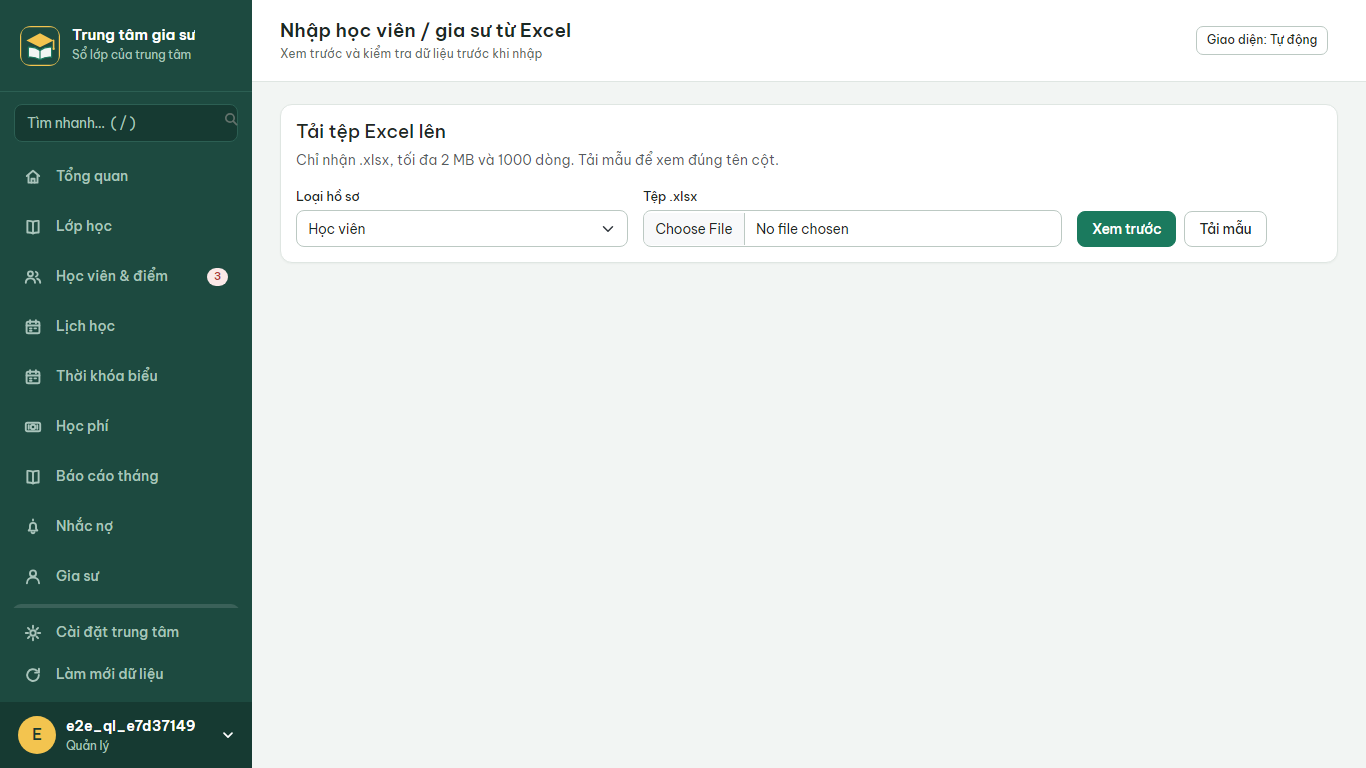 Trung tâm gia sư
Sổ lớp của trung tâm
Tìm nhanh... ( / )
Tổng quan
Lớp học
Học viên & điểm
3
Lịch học
Thời khóa biểu
Học phí
Báo cáo tháng
Nhắc nợ
Gia sư
Cài đặt trung tâm
Làm mới dữ liệu
E
e2e_ql_e7d37149
Quản lý
Nhập học viên / gia sư từ Excel
Xem trước và kiểm tra dữ liệu trước khi nhập
Giao diện: Tự động
Tải tệp Excel lên
Chỉ nhận .xlsx, tối đa 2 MB và 1000 dòng. Tải mẫu để xem đúng tên cột.
Loại hồ sơ
Tệp .xlsx
Học viên
Choose File
No file chosen
Xem trước
Tải mẫu